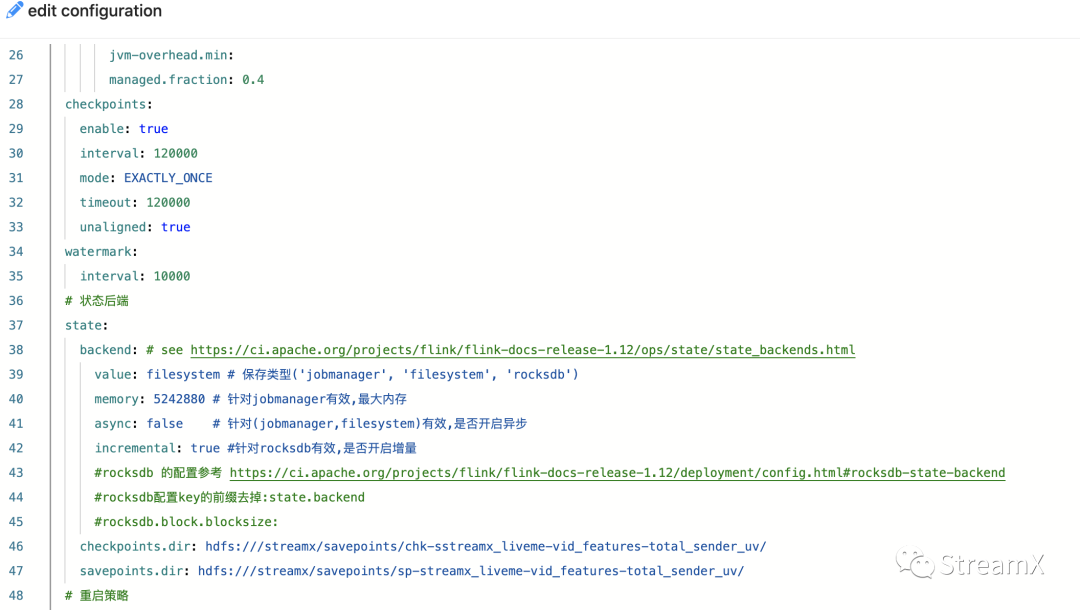 edit configuration
26 jvm-overhead.min:
27 managed.fraction: 0.4
28 checkpoints:
29 enable: true
30 interval: 120000
31 mode: EXACTLY_ONCE
32 timeout: 120000
33 unaligned: true
34 watermark:
35 interval: 10000
36 # 状态后端
37 state:
38 backend: # see https://ci.apache.org/projects/flink/flink-docs-release-1.12/ops/state/state_backends.html
39 value: filesystem # 保存类型('jobmanager', 'filesystem', 'rocksdb')
40 memory: 5242880 # 针对jobmanager有效,最大内存
41 async: false # 针对(jobmanager,filesystem)有效,是否开启异步
42 incremental: true #针对rocksdb有效,是否开启增量
43 #rocksdb 的配置参考 https://ci.apache.org/projects/flink/flink-docs-release-1.12/deployment/config.html#rocksdb-state-backend
44 #rocksdb配置key的前缀去掉:state.backend
45 #rocksdb.block.blocksize:
46 checkpoints.dir: hdfs:///streamx/savepoints/chk-sstreamx_liveme-vid_features-total_sender_uv/
47 savepoints.dir: hdfs:///streamx/savepoints/sp-streamx_liveme-vid_features-total_sender_uv/
48 # 重启策略
StreamX